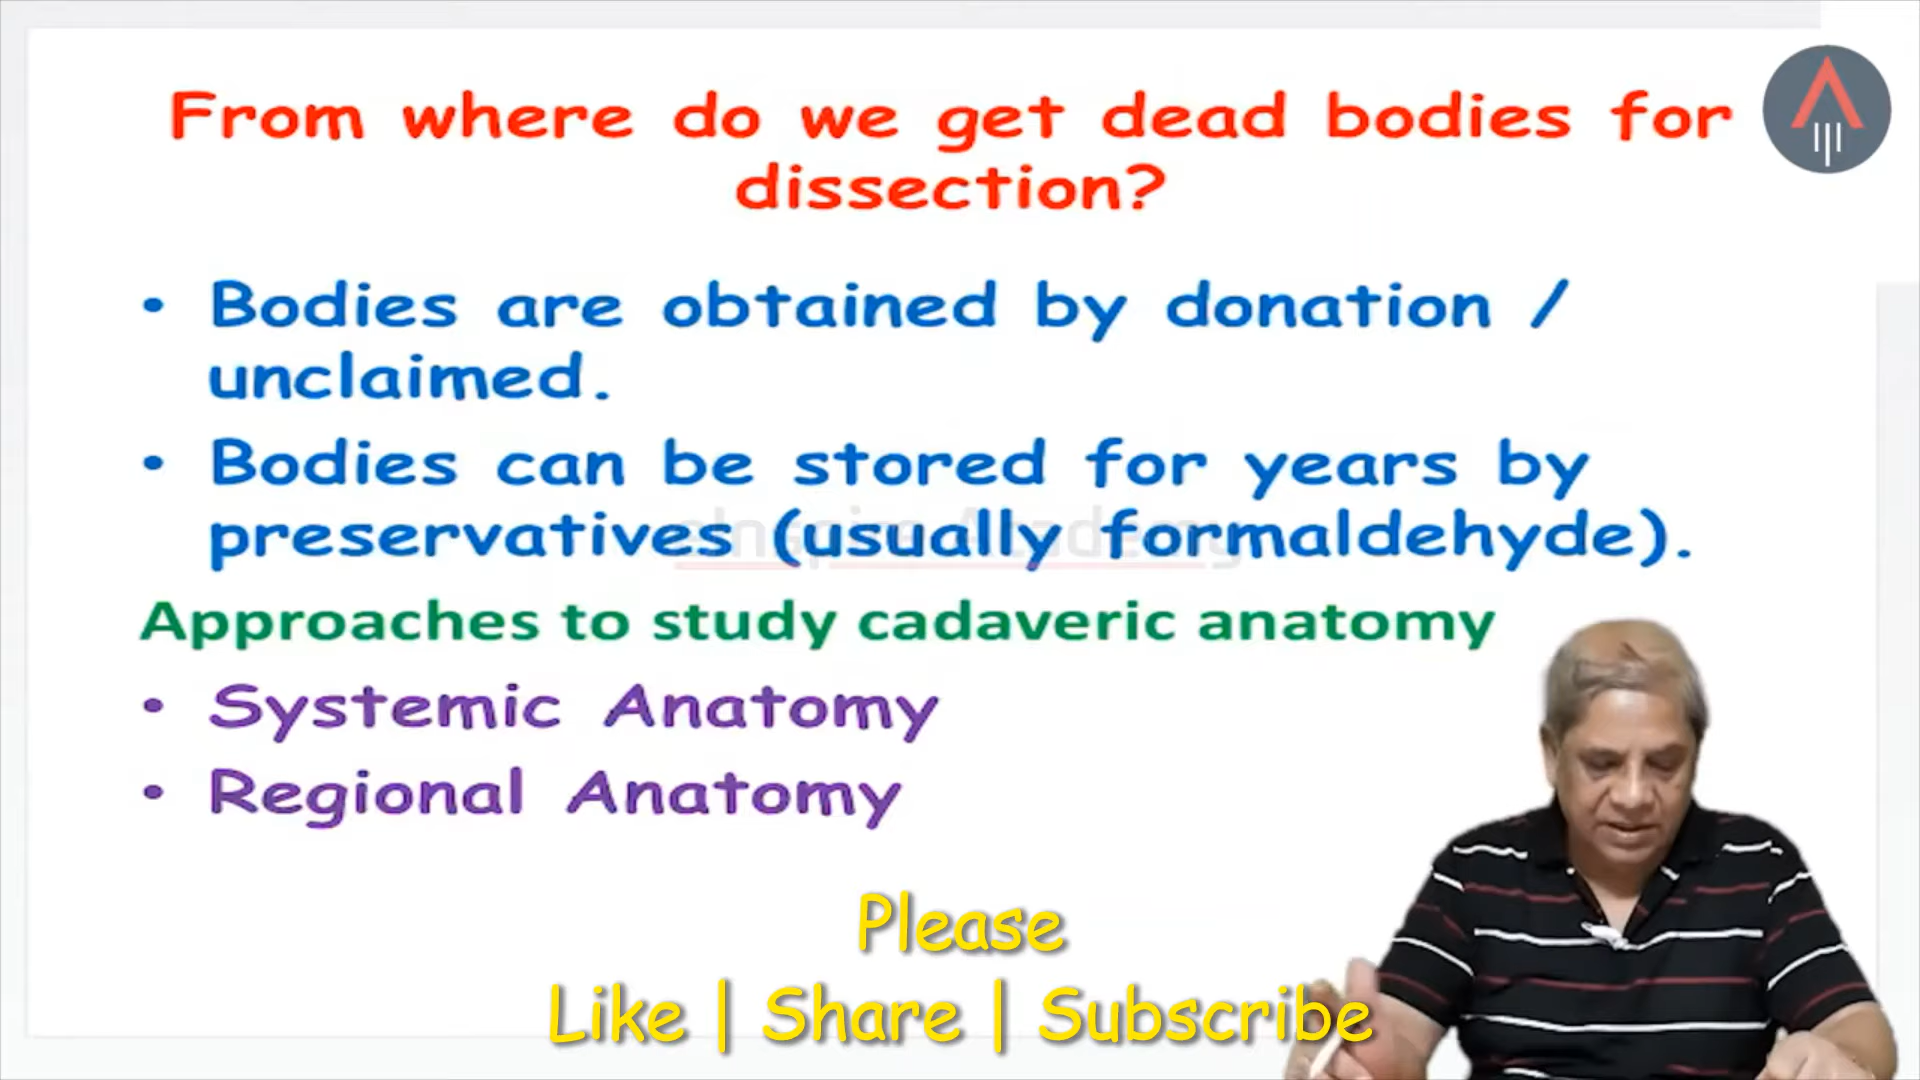 From where do we get dead bodies for
dissection?
• Bodies are obtained by donation /
unclaimed.
• Bodies can be stored for years by
preservatives (usually formaldehyde).
eInspire Academy
Approaches to study cadaveric anatomy
• Systemic Anatomy
• Regional Anatomy
Please
Like | Share | Subscribe